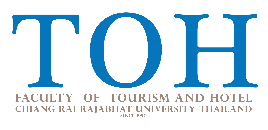 TOH
FACULTY OF TOURISM AND HOTEL
CHIANG RAI RAJABHAT UNIVERSITY THAILAND